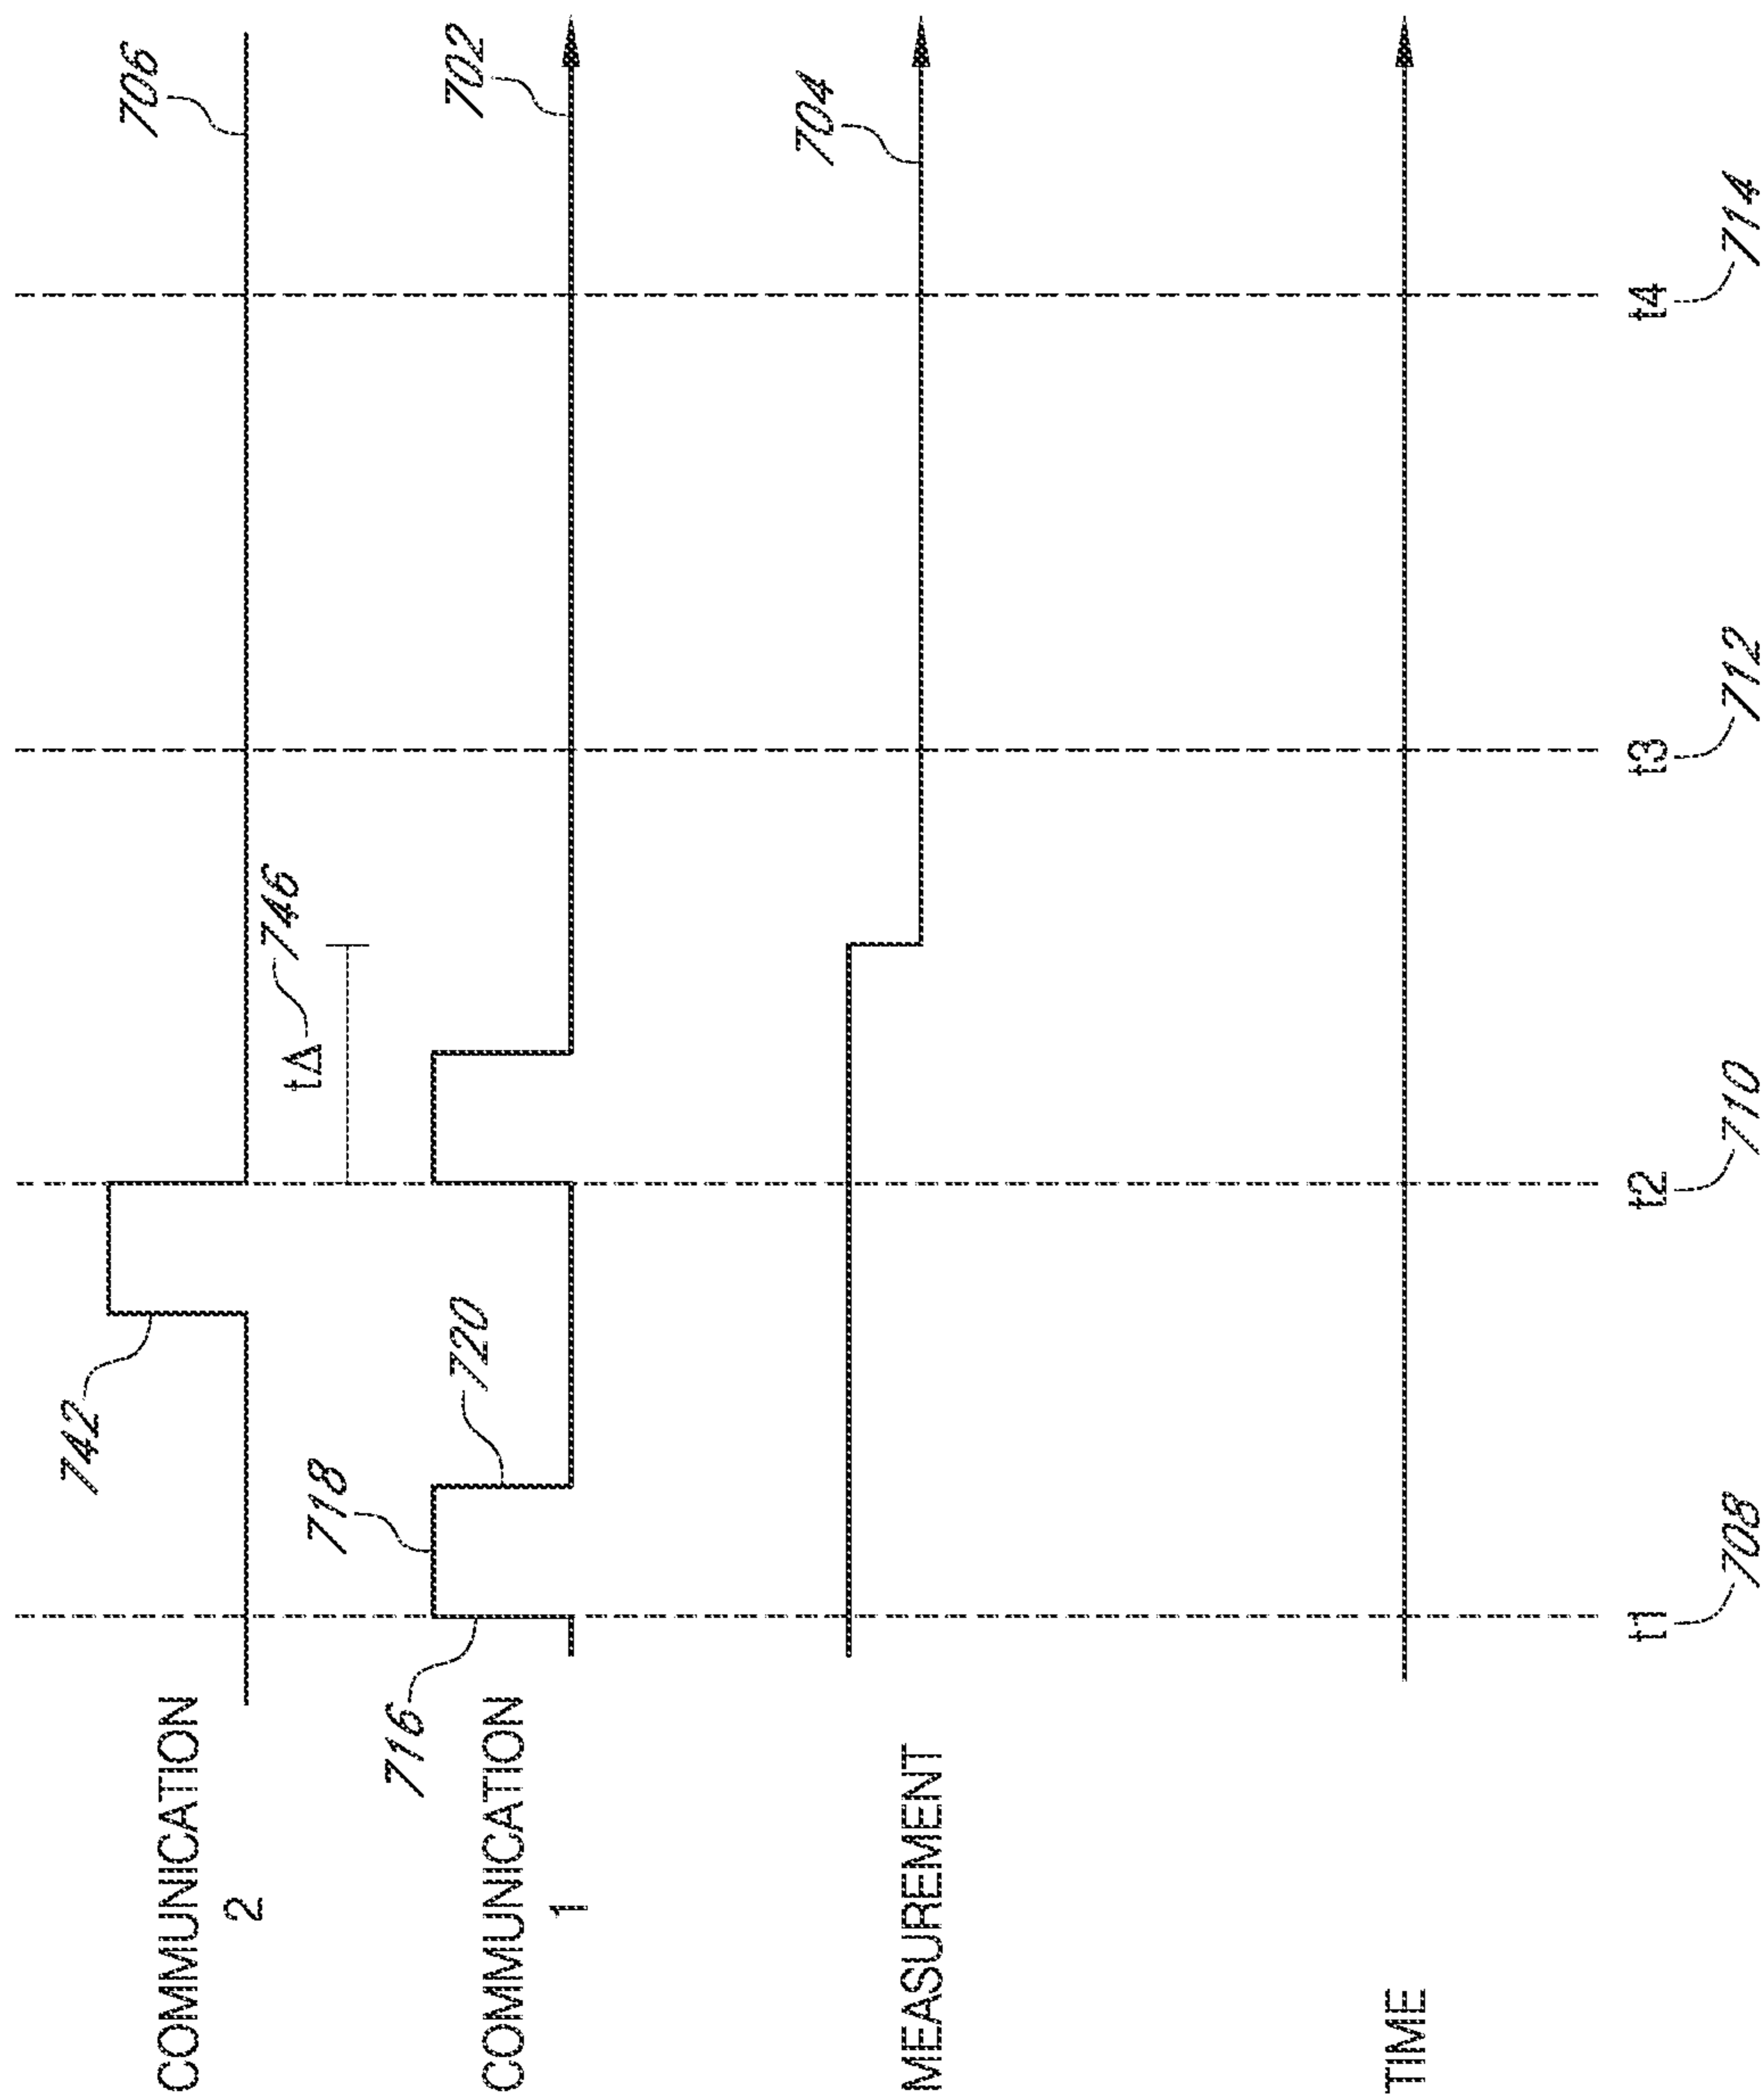 COMMUNICATION
2
742
tΔ
746
706
COMMUNICATION
1
716
718
720
702
MEASUREMENT
704
TIME
t1
t2
t3
t4
708
710
712
714